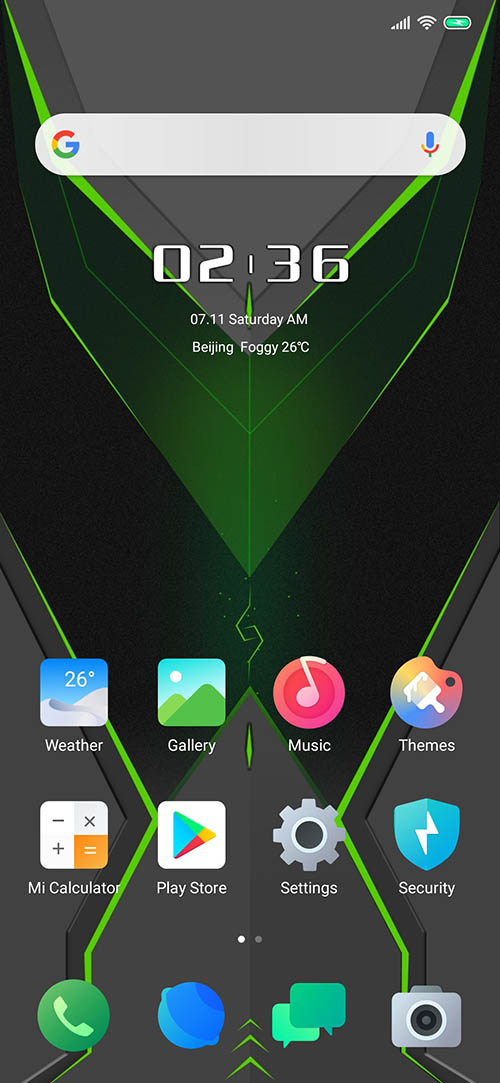 02:36
07.11 Saturday AM
Beijing Foggy 26℃
26°
Weather Gallery Music Themes
Mi Calculator Play Store Settings Security